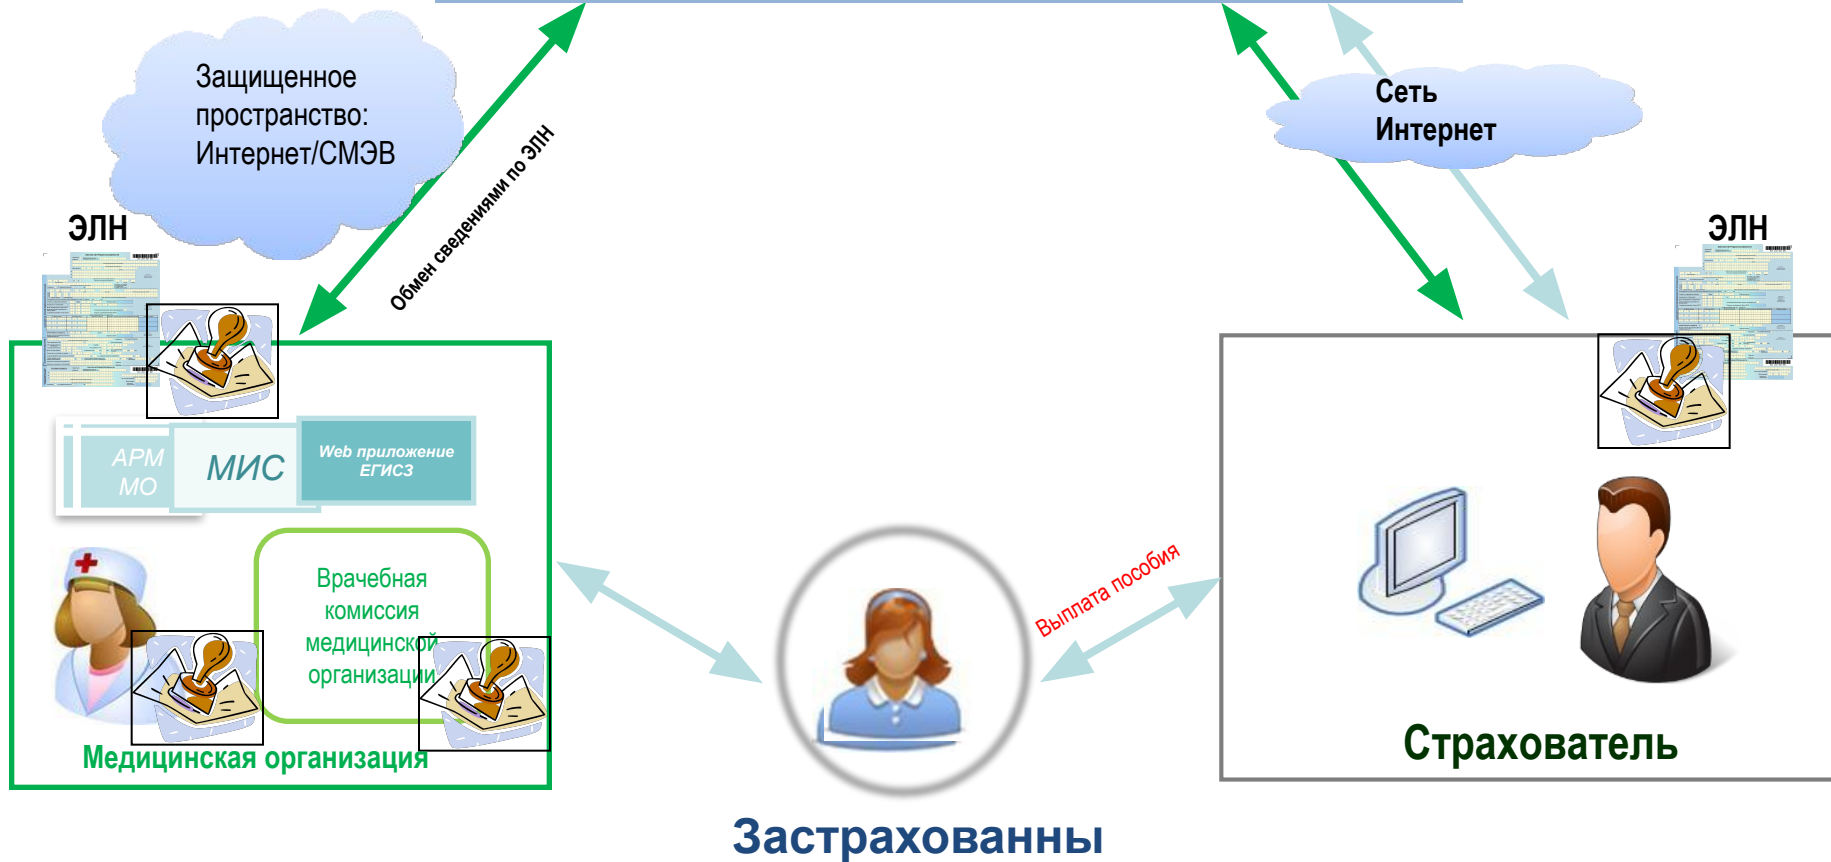 Защищенное
пространство:
Интернет/СМЭВ
Сеть
Интернет
Обмен сведениями по ЭЛН
ЭЛН
ЭЛН
АРМ
МО
МИС
Web приложение
ЕГИСЗ
Врачебная
комиссия
медицинской
организации
Медицинская организация
Выплата пособия
Страхователь
Застрахованны